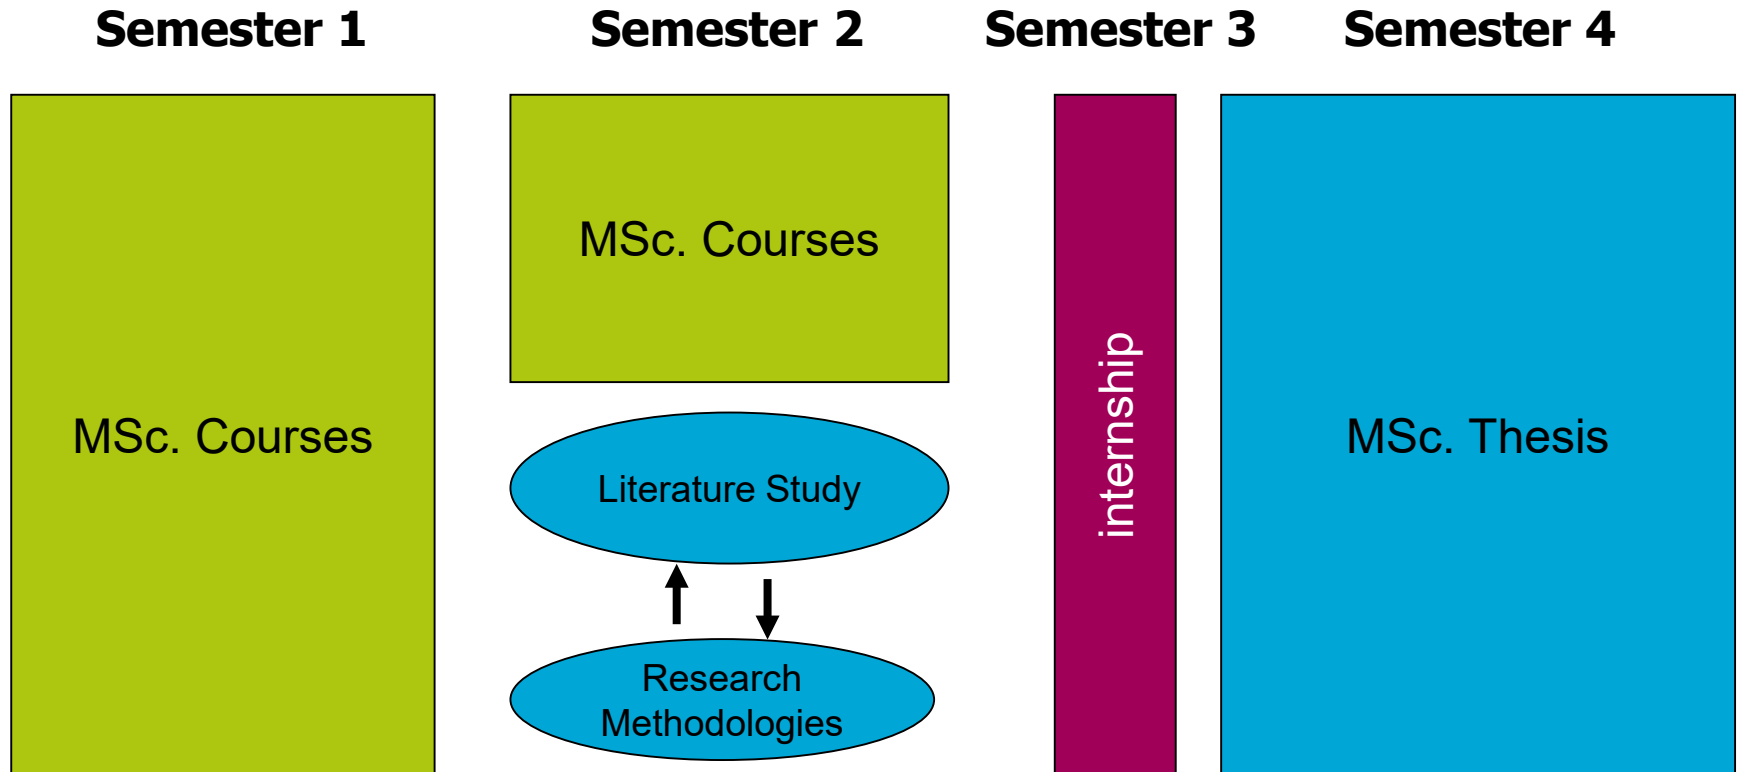 Semester 1
Semester 2
Semester 3
Semester 4
MSc. Courses
MSc. Courses
Literature Study
Research
Methodologies
internship
MSc. Thesis